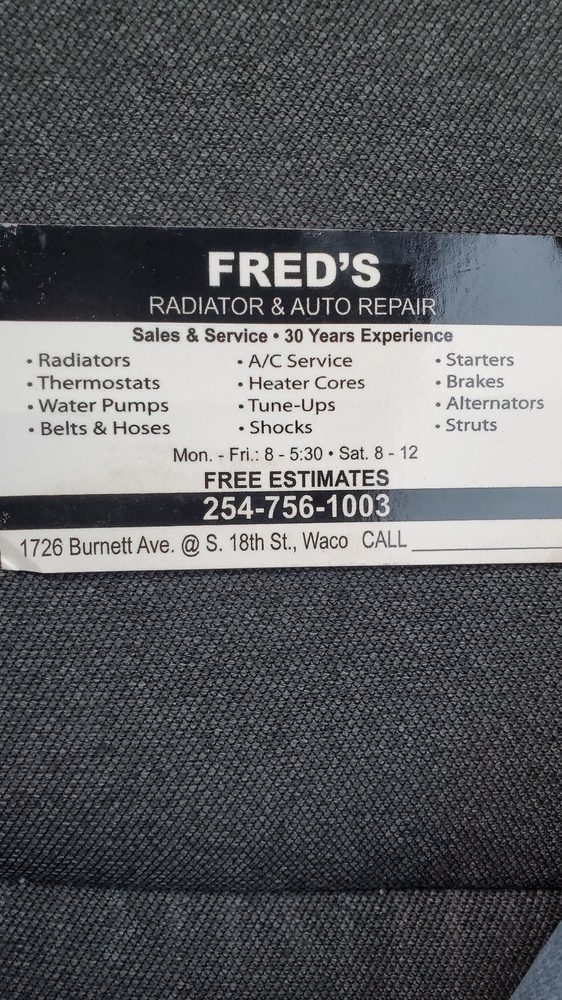 FRED'S
RADIATOR & AUTO REPAIR
Sales & Service • 30 Years Experience
• Radiators • A/C Service • Starters
• Thermostats • Heater Cores • Brakes
• Water Pumps • Tune-Ups • Alternators
• Belts & Hoses • Shocks • Struts
Mon. - Fri.: 8 - 5:30 • Sat. 8 - 12
FREE ESTIMATES
254-756-1003
1726 Burnett Ave. @ S. 18th St., Waco CALL